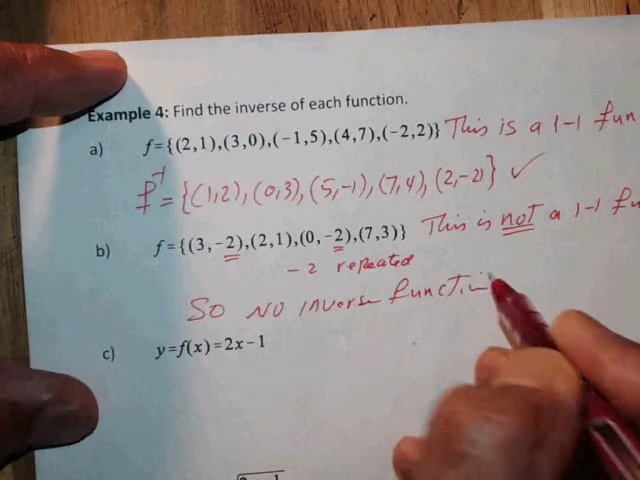 Example 4: Find the inverse of each function.
a) f={(2,1),(3,0),(−1,5),(4,7),(−2,2)} This is a 1-1 fun
f⁻¹ = {(1,2), (0,3), (5,-1), (7,4), (2,-2)} ✓
b) f={(3,−2),(2,1),(0,−2),(7,3)} This is not a 1-1 fu
-2 repeated
So NO inverse functi
c) y=f(x)=2x−1